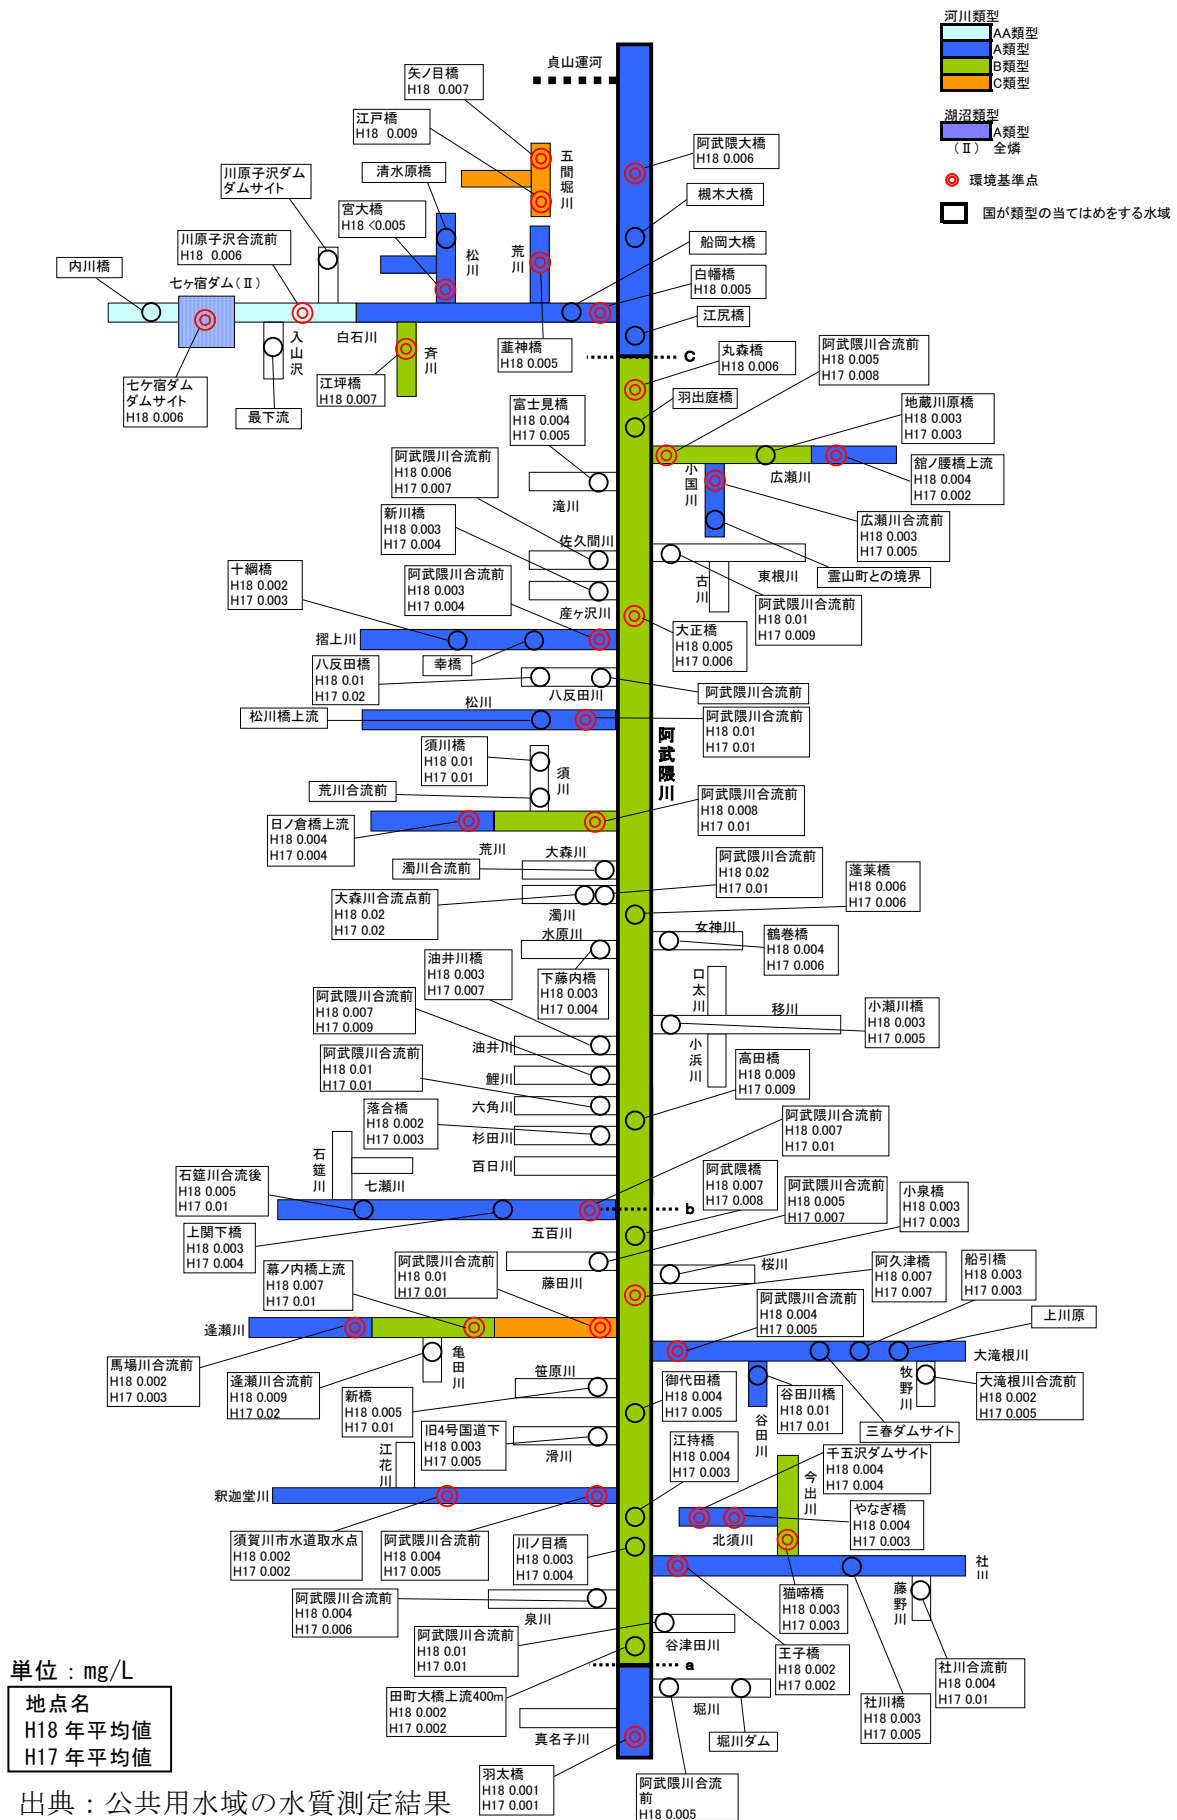 河川類型
AA類型
A類型
B類型
C類型
湖沼類型
A類型
(Ⅱ) 全燐
環境基準点
国が類型の当てはめをする水域
貞山運河
矢ノ目橋
H18 0.007
江戸橋
H18 0.009
五間堀川
清水原橋
川原子沢ダム
ダムサイト
宮大橋
H18 <0.005
川原子沢合流前
H18 0.006
内川橋
七ヶ宿ダム(Ⅱ)
松川
荒川
阿武隈大橋
H18 0.006
槻木大橋
船岡大橋
白幡橋
H18 0.005
江尻橋
入山沢
白石川
斉川
韮神橋
H18 0.005
七ケ宿ダム
ダムサイト
H18 0.006
最下流
江坪橋
H18 0.007
C
丸森橋
H18 0.006
羽出庭橋
阿武隈川合流前
H18 0.005
H17 0.008
地蔵川原橋
H18 0.003
H17 0.003
富士見橋
H18 0.004
H17 0.005
阿武隈川合流前
H18 0.006
H17 0.007
滝川
小国川
広瀬川
舘ノ腰橋上流
H18 0.004
H17 0.002
新川橋
H18 0.003
H17 0.004
佐久間川
広瀬川合流前
H18 0.003
H17 0.005
霊山町との境界
十綱橋
H18 0.002
H17 0.003
阿武隈川合流前
H18 0.003
H17 0.004
産ヶ沢川
古川
東根川
阿武隈川合流前
H18 0.01
H17 0.009
摺上川
幸橋
大正橋
H18 0.005
H17 0.006
八反田橋
H18 0.01
H17 0.02
八反田川
阿武隈川合流前
松川
松川橋上流
阿武隈川合流前
H18 0.01
H17 0.01
阿武隈川
須川橋
H18 0.01
H17 0.01
須川
荒川合流前
阿武隈川合流前
H18 0.008
H17 0.01
日ノ倉橋上流
H18 0.004
H17 0.004
荒川
大森川
濁川合流前
阿武隈川合流前
H18 0.02
H17 0.01
蓬莱橋
H18 0.006
H17 0.006
大森川合流点前
H18 0.02
H17 0.02
濁川
水原川
女神川
鶴巻橋
H18 0.004
H17 0.006
油井川橋
H18 0.003
H17 0.007
下藤内橋
H18 0.003
H17 0.004
口太川
移川
小瀬川橋
H18 0.003
H17 0.005
阿武隈川合流前
H18 0.007
H17 0.009
油井川
小浜川
高田橋
H18 0.009
H17 0.009
阿武隈川合流前
H18 0.01
H17 0.01
鯉川
六角川
落合橋
H18 0.002
H17 0.003
杉田川
百日川
阿武隈川合流前
H18 0.007
H17 0.01
石筵川
七瀬川
石筵川合流後
H18 0.005
H17 0.01
上関下橋
H18 0.003
H17 0.004
五百川
b
阿武隈橋
H18 0.007
H17 0.008
阿武隈川合流前
H18 0.005
H17 0.007
小泉橋
H18 0.003
H17 0.003
藤田川
桜川
幕ノ内橋上流
H18 0.007
H17 0.01
阿武隈川合流前
H18 0.01
H17 0.01
阿久津橋
H18 0.007
H17 0.007
船引橋
H18 0.003
H17 0.003
上川原
逢瀬川
阿武隈川合流前
H18 0.004
H17 0.005
大滝根川
馬場川合流前
H18 0.002
H17 0.003
逢瀬川合流前
H18 0.009
H17 0.02
亀田川
笹原川
新橋
H18 0.005
H17 0.01
御代田橋
H18 0.004
H17 0.005
谷田川
谷田川橋
H18 0.01
H17 0.01
牧野川
大滝根川合流前
H18 0.002
H17 0.005
三春ダムサイト
旧4号国道下
H18 0.003
H17 0.005
滑川
江花川
江持橋
H18 0.004
H17 0.003
千五沢ダムサイト
H18 0.004
H17 0.004
今出川
釈迦堂川
やなぎ橋
H18 0.004
H17 0.003
北須川
須賀川市水道取水点
H18 0.002
H17 0.002
阿武隈川合流前
H18 0.004
H17 0.005
川ノ目橋
H18 0.003
H17 0.004
社川
猫啼橋
H18 0.003
H17 0.003
藤野川
阿武隈川合流前
H18 0.004
H17 0.006
泉川
阿武隈川合流前
H18 0.01
H17 0.01
谷津田川
王子橋
H18 0.002
H17 0.002
a
社川橋
H18 0.003
H17 0.005
社川合流前
H18 0.004
H17 0.01
田町大橋上流400m
H18 0.002
H17 0.002
堀川
堀川ダム
真名子川
羽太橋
H18 0.001
H17 0.001
阿武隈川合流
前
H18 0.005
単位：mg/L
地点名
H18 年平均値
H17 年平均値
出典：公共用水域の水質測定結果